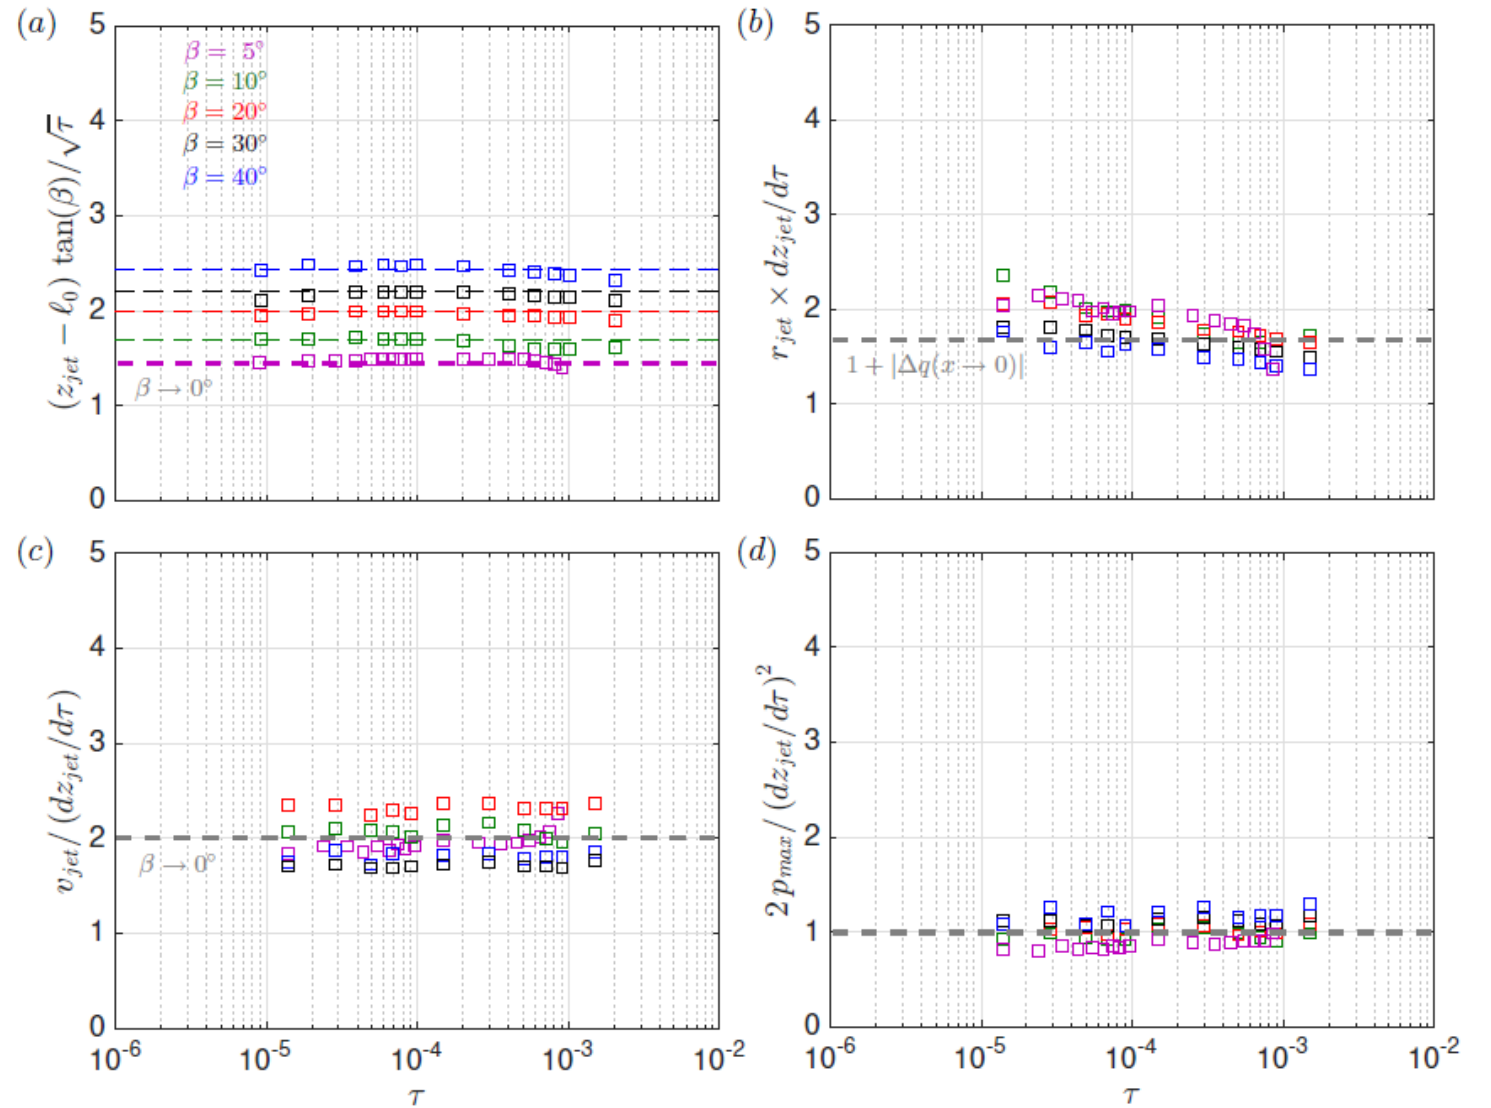 (a)
(z_jet − ℓ_0) tan(β)/√τ
5
4
3
2
1
0
β = 5°
β = 10°
β = 20°
β = 30°
β = 40°
β → 0°
(b)
r_jet × dz_jet/dτ
5
4
3
2
1
0
1 + |Δq(x → 0)|
(c)
v_jet/(dz_jet/dτ)
5
4
3
2
1
0
β → 0°
10^-6 10^-5 10^-4 10^-3 10^-2
τ
(d)
2 p_max/(dz_jet/dτ)^2
5
4
3
2
1
0
10^-6 10^-5 10^-4 10^-3 10^-2
τ